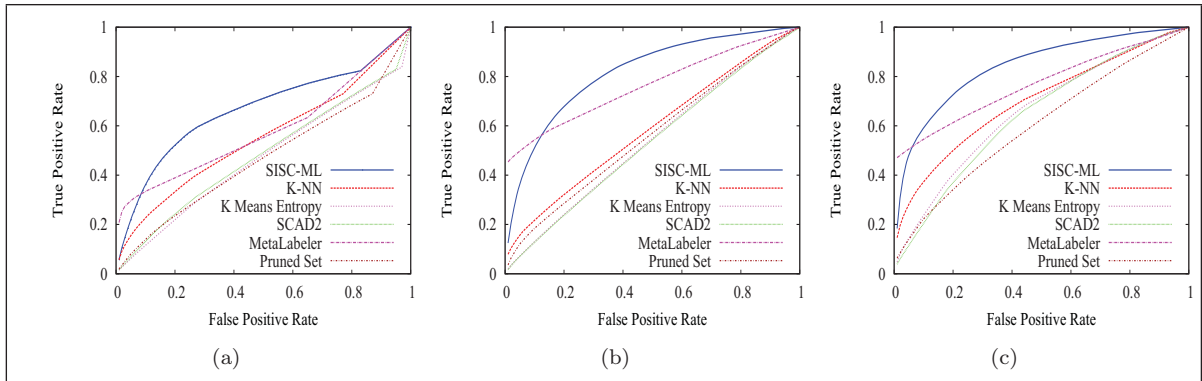 True Positive Rate
1
0.8
0.6
0.4
0.2
0
SISC-ML
K-NN
K Means Entropy
SCAD2
MetaLabeler
Pruned Set
0 0.2 0.4 0.6 0.8 1
False Positive Rate
(a)
True Positive Rate
1
0.8
0.6
0.4
0.2
0
SISC-ML
K-NN
K Means Entropy
SCAD2
MetaLabeler
Pruned Set
0 0.2 0.4 0.6 0.8 1
False Positive Rate
(b)
True Positive Rate
1
0.8
0.6
0.4
0.2
0
SISC-ML
K-NN
K Means Entropy
SCAD2
MetaLabeler
Pruned Set
0 0.2 0.4 0.6 0.8 1
False Positive Rate
(c)